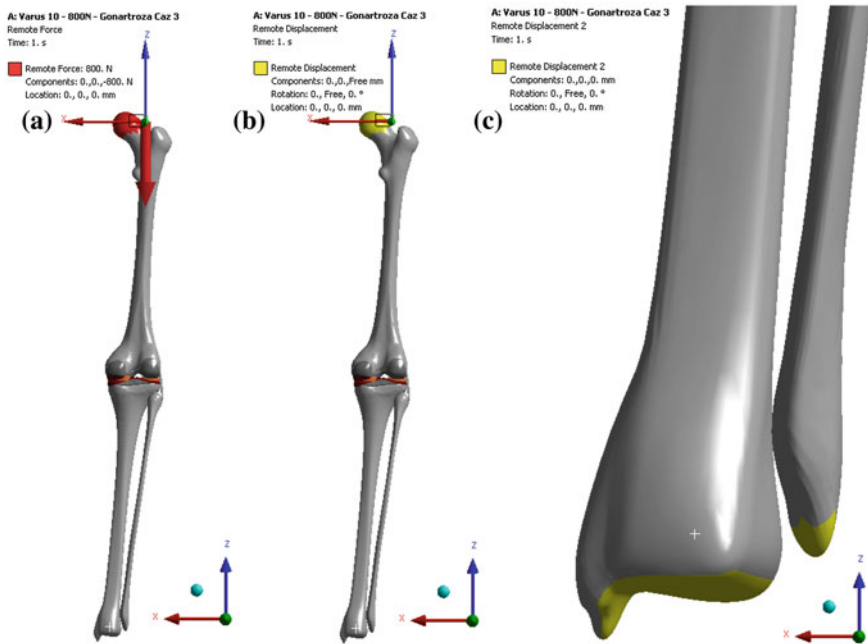 A: Varus 10 - 800N - Gonartroza Caz 3
Remote Force
Time: 1. s
Remote Force: 800. N
Components: 0.,0.,-800. N
Location: 0., 0., 0. mm
(a)
z
x
z
x
A: Varus 10 - 800N - Gonartroza Caz 3
Remote Displacement
Time: 1. s
Remote Displacement
Components: 0.,0.,Free mm
Rotation: 0., Free, 0. °
Location: 0., 0., 0. mm
(b)
z
x
z
x
A: Varus 10 - 800N - Gonartroza Caz 3
Remote Displacement 2
Time: 1. s
Remote Displacement 2
Components: 0.,0.,0. mm
Rotation: 0., Free, 0. °
Location: 0., 0., 0. mm
(c)
z
x